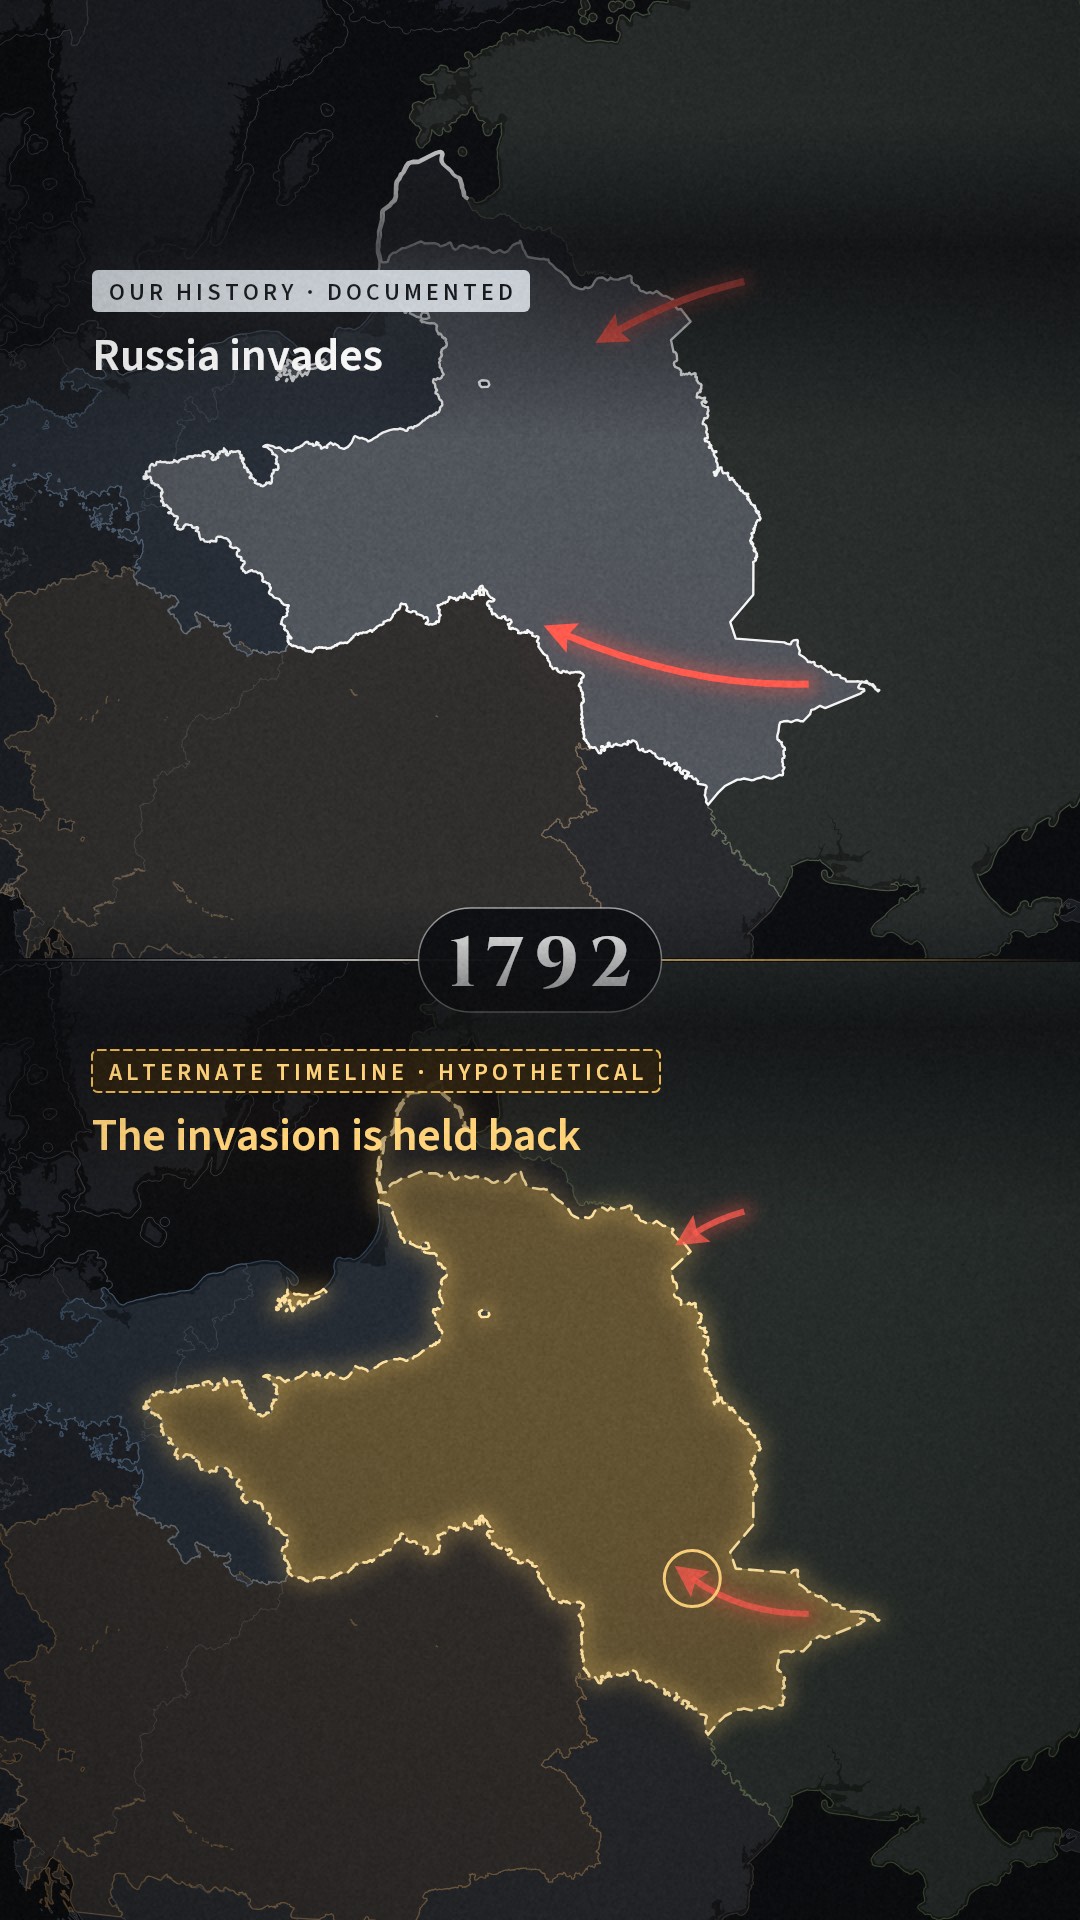 OUR HISTORY · DOCUMENTED
Russia invades
1792
ALTERNATE TIMELINE · HYPOTHETICAL
The invasion is held back